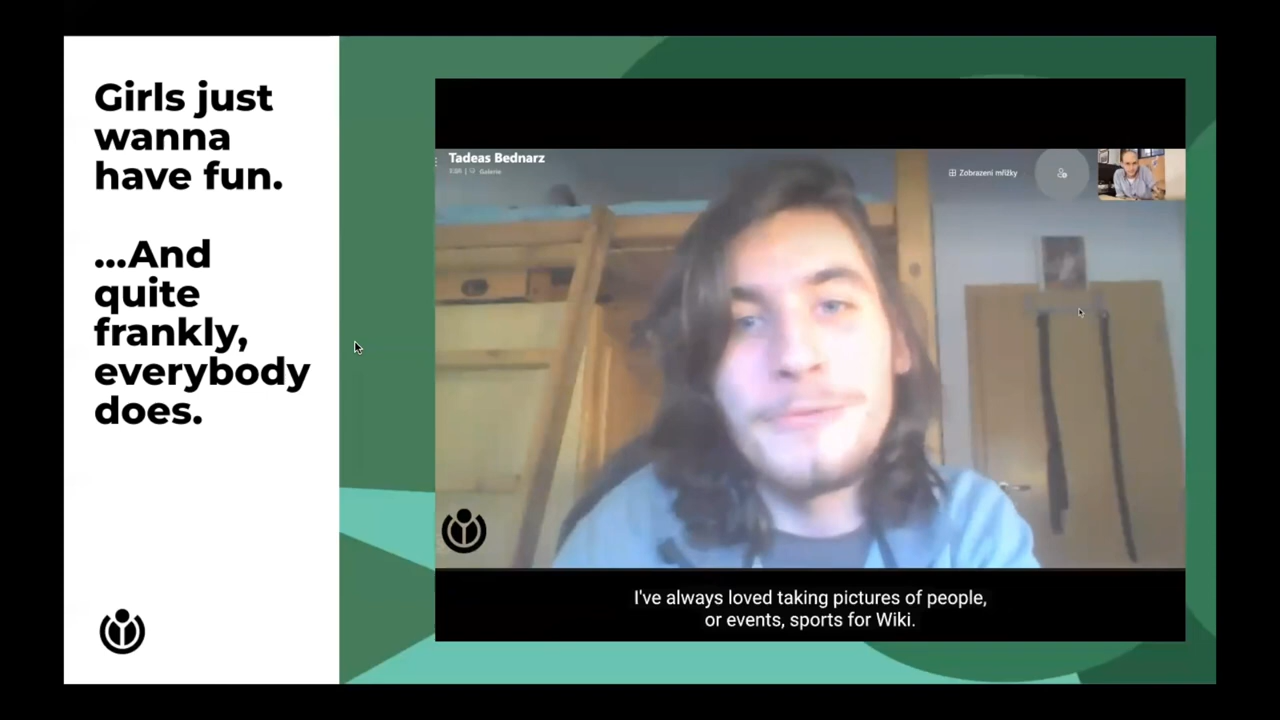 Girls just
wanna
have fun.
...And
quite
frankly,
everybody
does.
Tadeas Bednarz
Galerie
Zobrazení mřížky
I've always loved taking pictures of people,
or events, sports for Wiki.